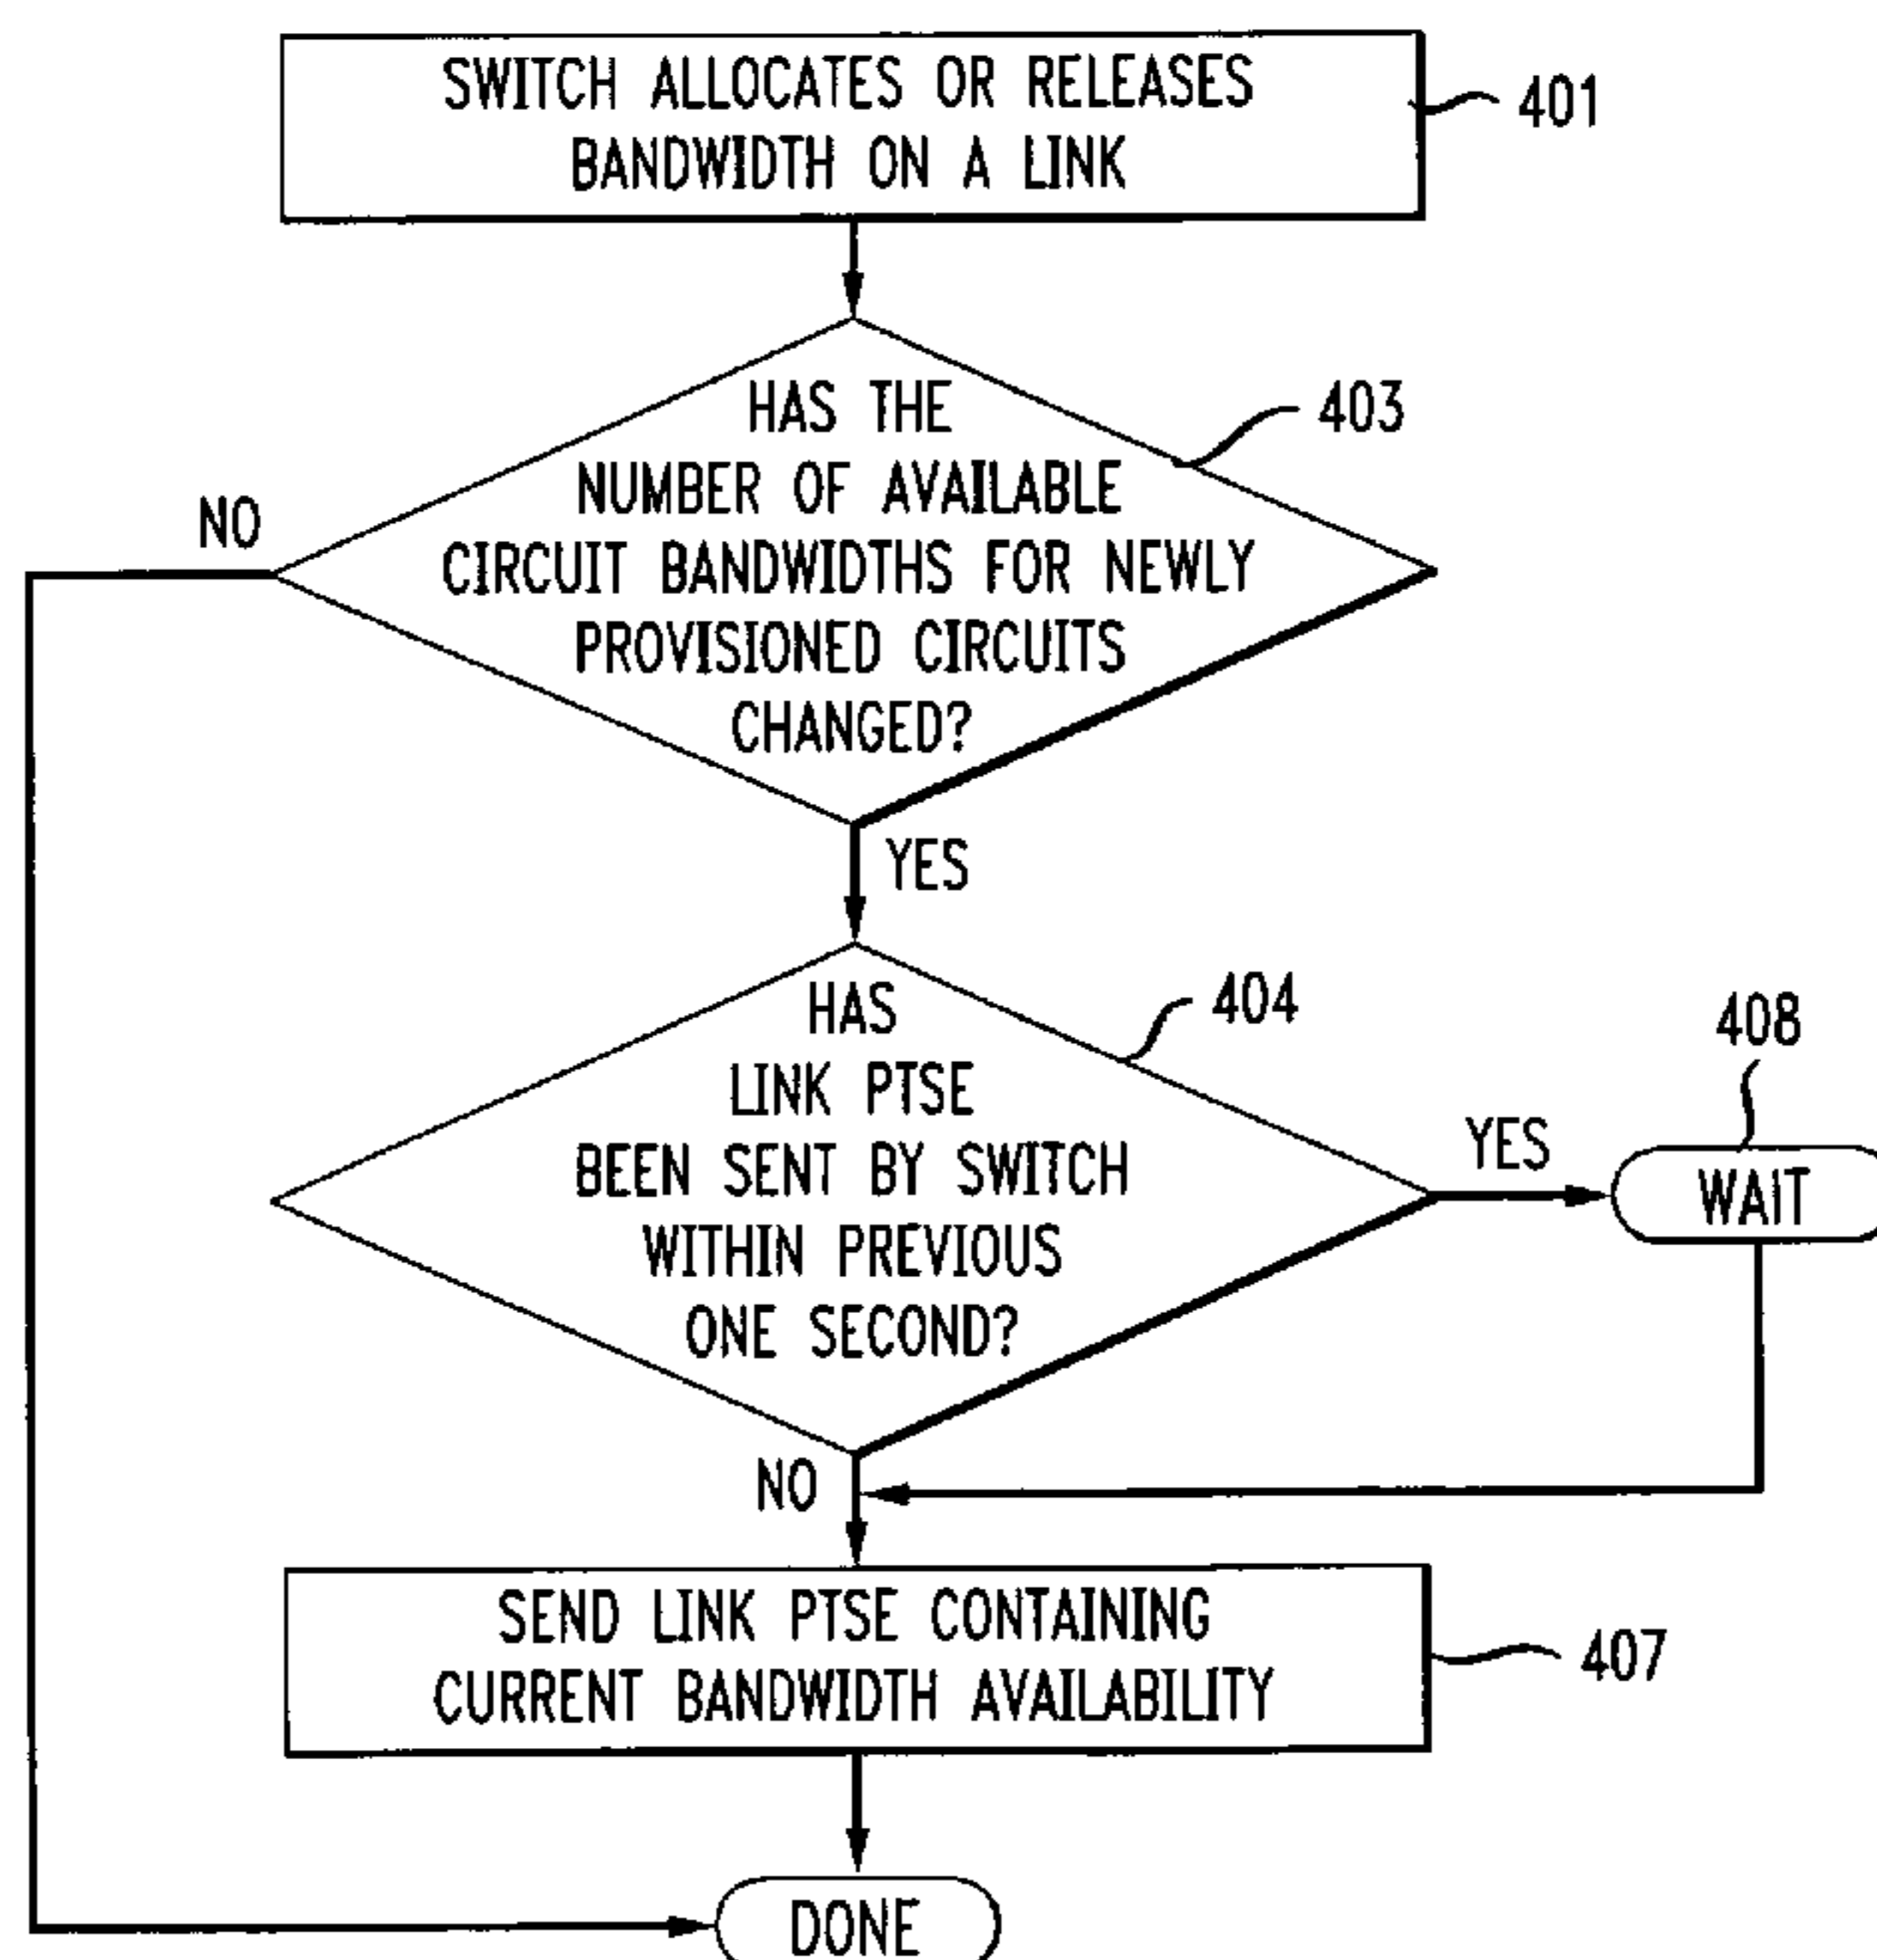 SWITCH ALLOCATES OR RELEASES
BANDWIDTH ON A LINK
401
HAS THE
NUMBER OF AVAILABLE
CIRCUIT BANDWIDTHS FOR NEWLY
PROVISIONED CIRCUITS
CHANGED?
403
NO
YES
HAS
LINK PTSE
BEEN SENT BY SWITCH
WITHIN PREVIOUS
ONE SECOND?
404
YES
408
WAIT
NO
SEND LINK PTSE CONTAINING
CURRENT BANDWIDTH AVAILABILITY
407
DONE